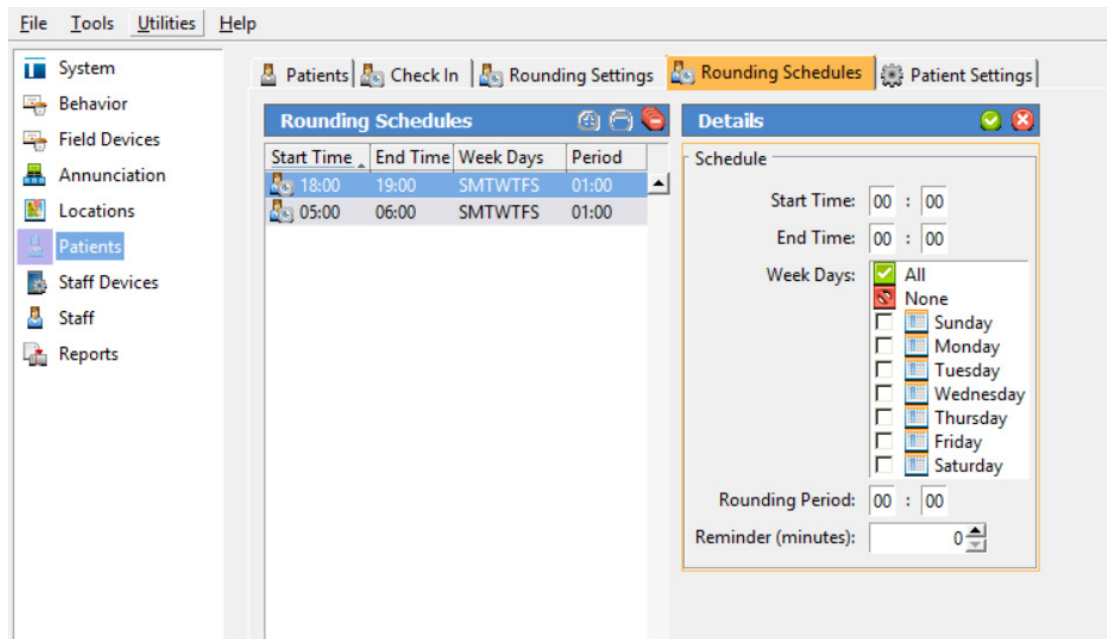 File Tools Utilities Help
System
Behavior
Field Devices
Annunciation
Locations
Patients
Staff Devices
Staff
Reports
Patients Check In Rounding Settings Rounding Schedules Patient Settings
Rounding Schedules
Start Time End Time Week Days Period
18:00 19:00 SMTWTFS 01:00
05:00 06:00 SMTWTFS 01:00
Details
Schedule
Start Time: 00 : 00
End Time: 00 : 00
Week Days: All
None
Sunday
Monday
Tuesday
Wednesday
Thursday
Friday
Saturday
Rounding Period: 00 : 00
Reminder (minutes): 0